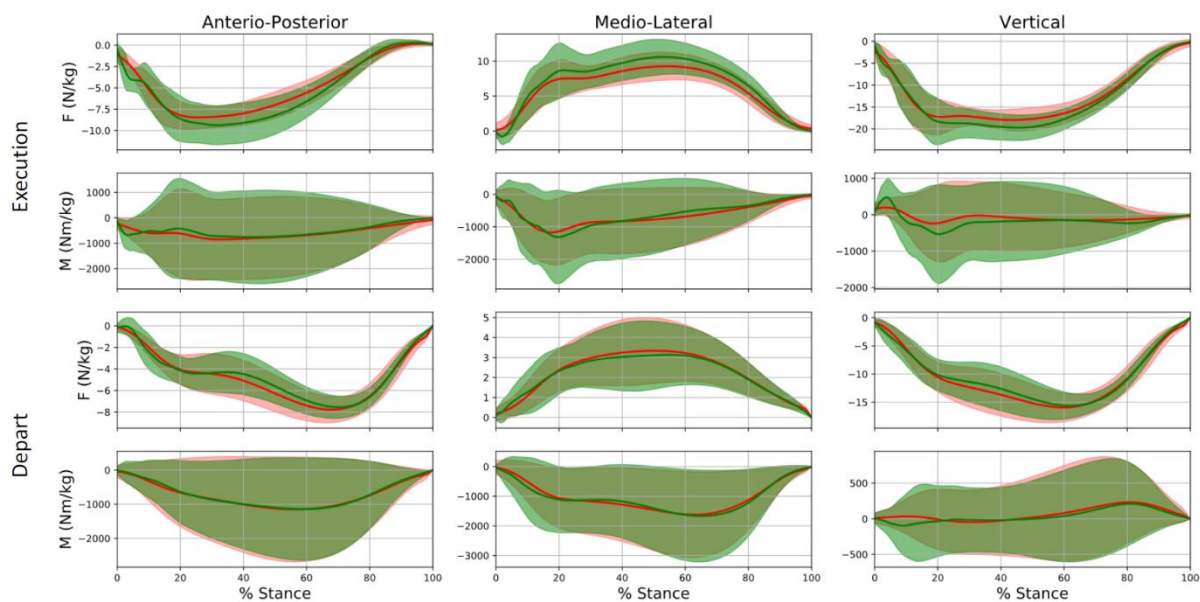 Anterio-Posterior Medio-Lateral Vertical
Execution
F (N/kg)
0.0 -2.5 -5.0 -7.5 -10.0
10 5 0
0 -5 -10 -15 -20
M (Nm/kg)
1000 0 -1000 -2000
0 -1000 -2000
1000 0 -1000 -2000
Depart
F (N/kg)
0 -2 -4 -6 -8
5 4 3 2 1 0
0 -5 -10 -15
M (Nm/kg)
0 -1000 -2000
0 -1000 -2000 -3000
500 0 -500
0 20 40 60 80 100 0 20 40 60 80 100 0 20 40 60 80 100
% Stance % Stance % Stance